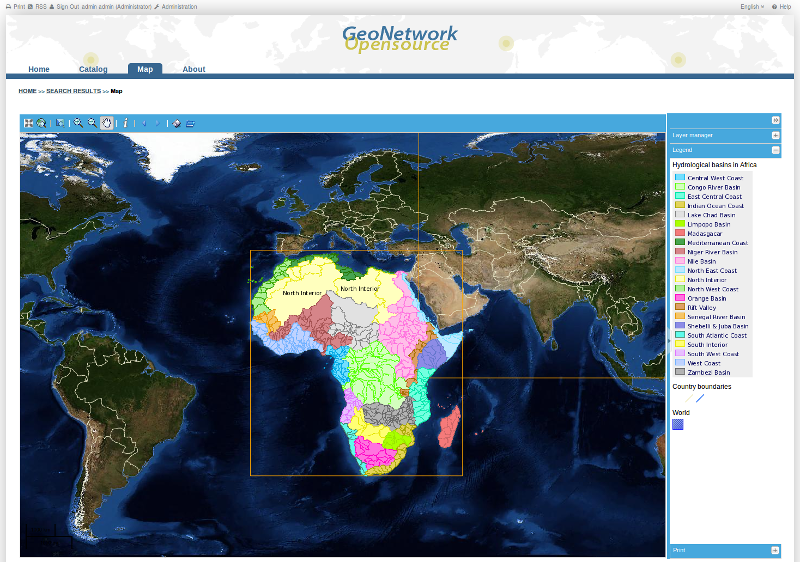 Print RSS Sign Out admin admin (Administrator) Administration
English Help
GeoNetwork
Opensource
Home Catalog Map About
HOME >> SEARCH RESULTS >> Map
Layer manager
Legend
Hydrological basins in Africa
Central West Coast
Congo River Basin
East Central Coast
Indian Ocean Coast
Lake Chad Basin
Limpopo Basin
Madasgacar
Mediterranean Coast
Niger River Basin
Nile Basin
North East Coast
North Interior
North West Coast
Orange Basin
Rift Valley
Senegal River Basin
Shebelli & Juba Basin
South Atlantic Coast
South Interior
South West Coast
West Coast
Zambezi Basin
Country boundaries
World
North Interior
North Interior
Print